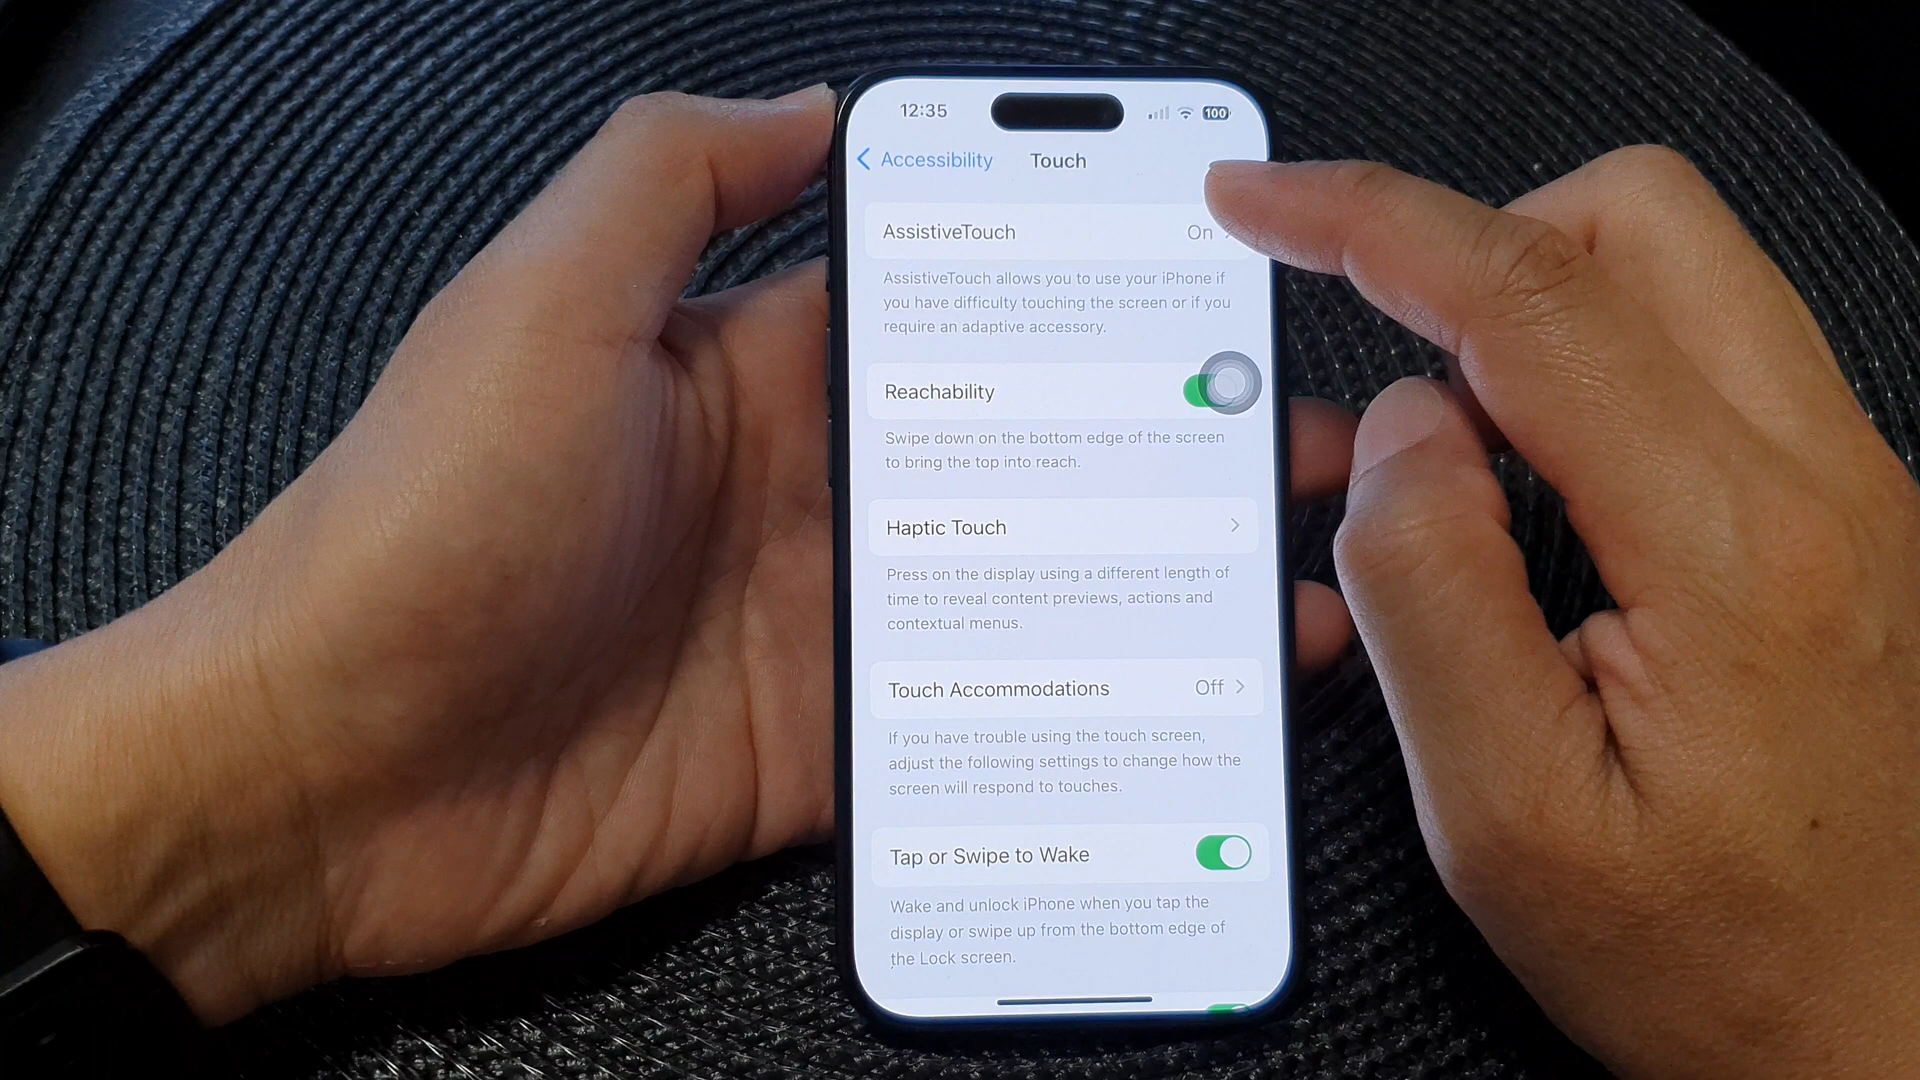 12:35
100
Accessibility
Touch
AssistiveTouch
On
AssistiveTouch allows you to use your iPhone if
you have difficulty touching the screen or if you
require an adaptive accessory.
Reachability
Swipe down on the bottom edge of the screen
to bring the top into reach.
Haptic Touch
Press on the display using a different length of
time to reveal content previews, actions and
contextual menus.
Touch Accommodations
Off
If you have trouble using the touch screen,
adjust the following settings to change how the
screen will respond to touches.
Tap or Swipe to Wake
Wake and unlock iPhone when you tap the
display or swipe up from the bottom edge of
the Lock screen.